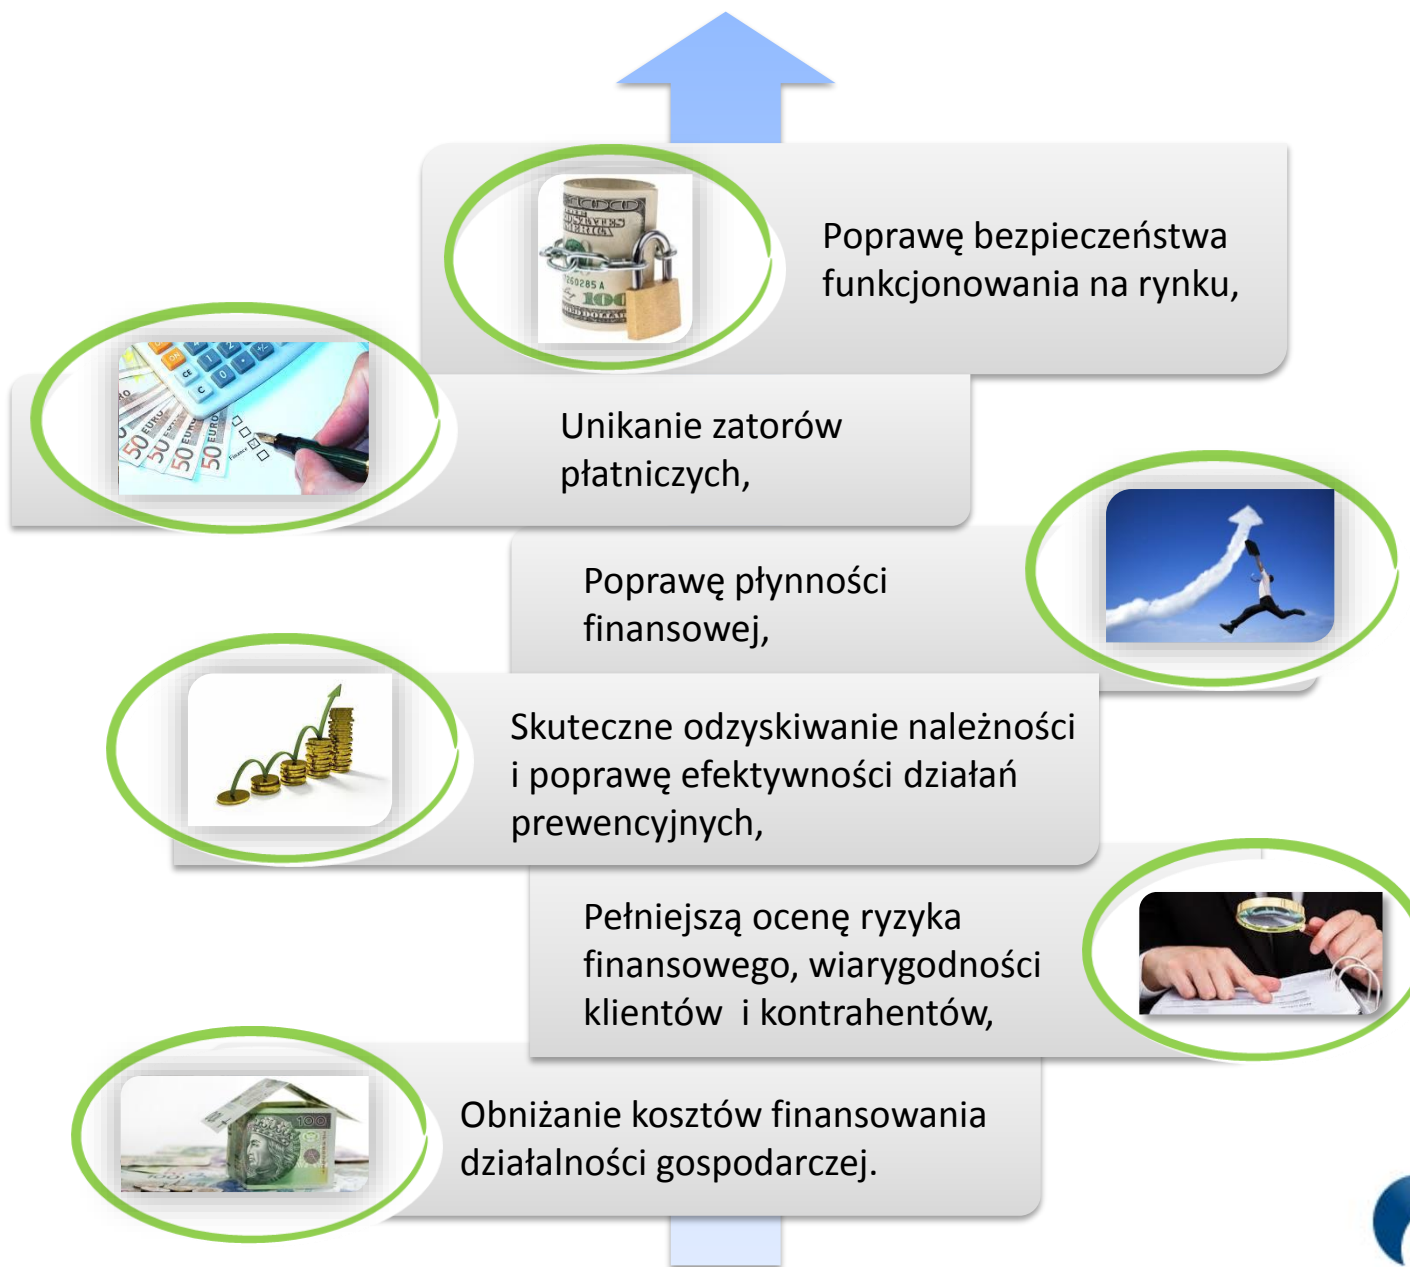 Poprawę bezpieczeństwa
funkcjonowania na rynku,
Unikanie zatorów
płatniczych,
Poprawę płynności
finansowej,
Skuteczne odzyskiwanie należności
i poprawę efektywności działań
prewencyjnych,
Pełniejszą ocenę ryzyka
finansowego, wiarygodności
klientów  i kontrahentów,
Obniżanie kosztów finansowania
działalności gospodarczej.